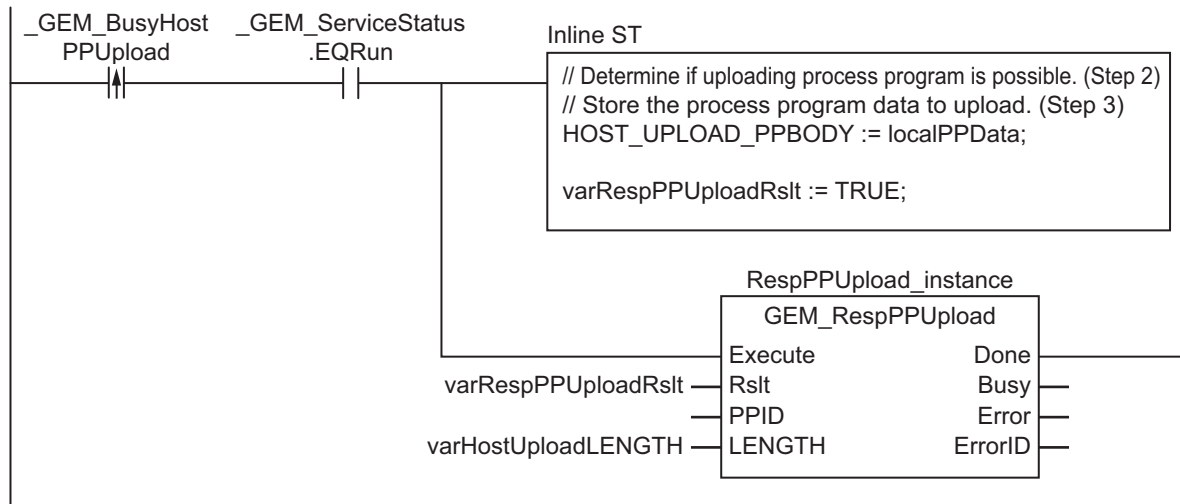 _GEM_BusyHost
PPUpload
_GEM_ServiceStatus
.EQRun
Inline ST
// Determine if uploading process program is possible. (Step 2)
// Store the process program data to upload. (Step 3)
HOST_UPLOAD_PPBODY := localPPData;
varRespPPUploadRslt := TRUE;
RespPPUpload_instance
GEM_RespPPUpload
Execute Done
varRespPPUploadRslt Rslt Busy
PPID Error
varHostUploadLENGTH LENGTH ErrorID